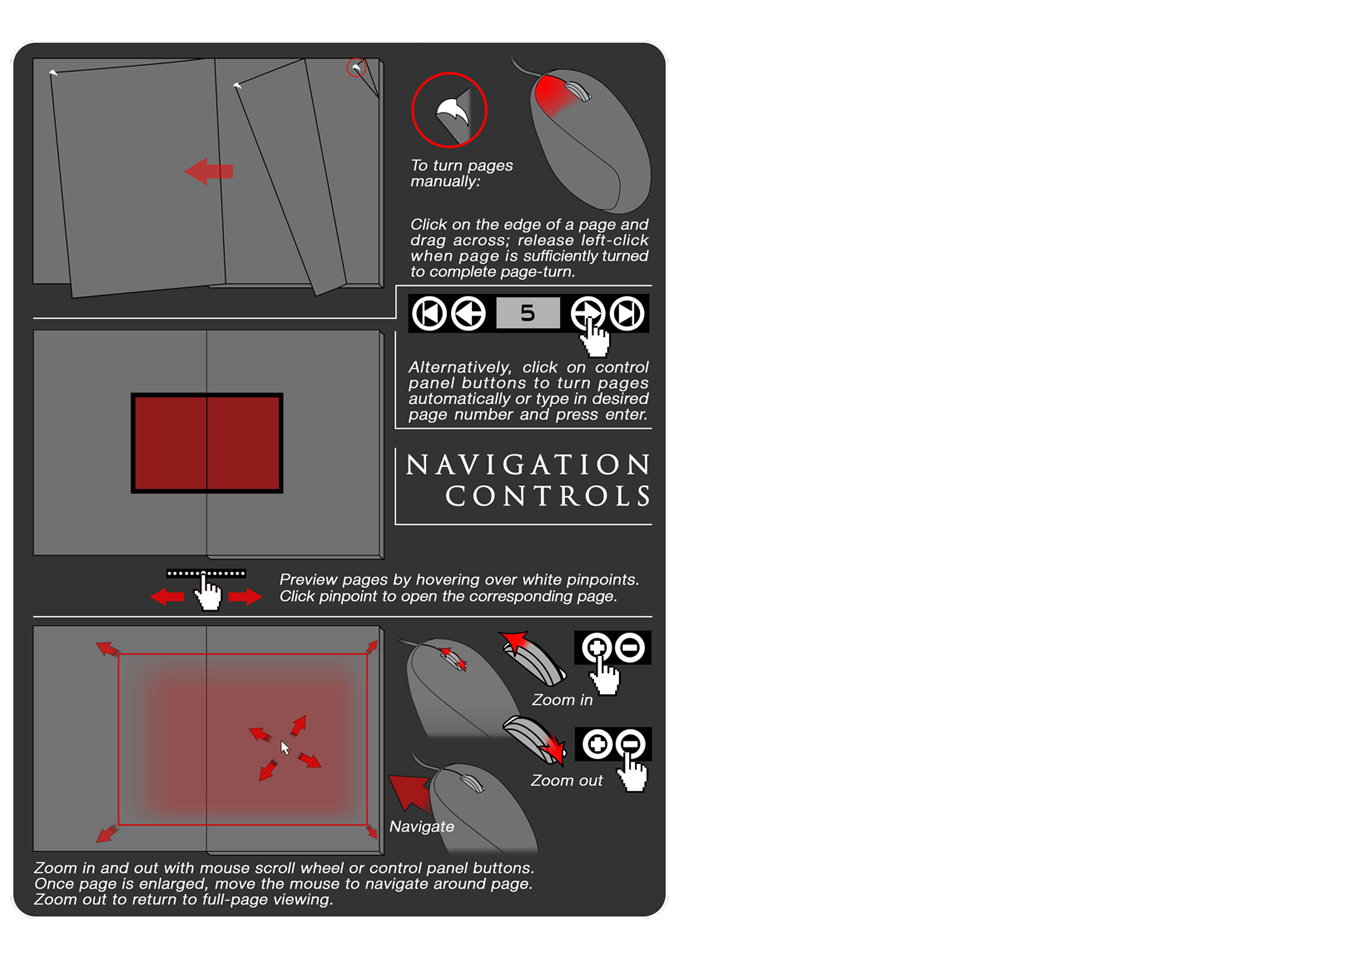 To turn pages
manually:
Click on the edge of a page and
drag across; release left-click
when page is sufficiently turned
to complete page-turn.
5
Alternatively, click on control
panel buttons to turn pages
automatically or type in desired
page number and press enter.
NAVIGATION
CONTROLS
Preview pages by hovering over white pinpoints.
Click pinpoint to open the corresponding page.
Zoom in
Zoom out
Navigate
Zoom in and out with mouse scroll wheel or control panel buttons.
Once page is enlarged, move the mouse to navigate around page.
Zoom out to return to full-page viewing.